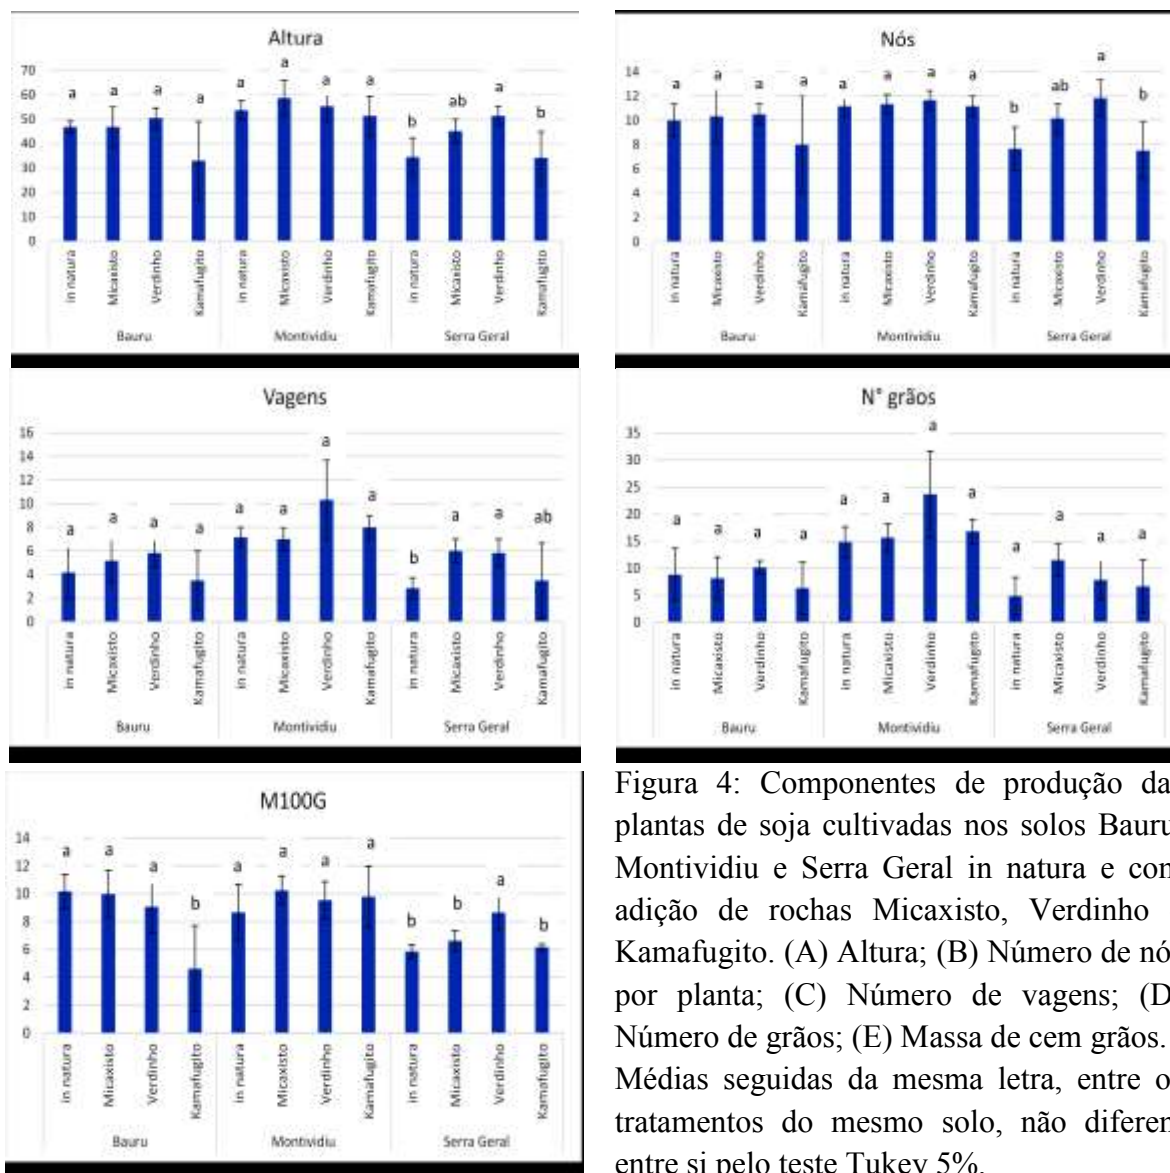 Altura
a a a a a a a a b ab a b
70
60
50
40
30
20
10
0
in natura Micaxisto Verdinho Kamafugito in natura Micaxisto Verdinho Kamafugito in natura Micaxisto Verdinho Kamafugito
Bauru Montividiu Serra Geral
Nós
a a a a a a a a b ab a b
14
12
10
8
6
4
2
0
in natura Micaxisto Verdinho Kamafugito in natura Micaxisto Verdinho Kamafugito in natura Micaxisto Verdinho Kamafugito
Bauru Montividiu Serra Geral
Vagens
a a a a a a a a b a a ab
16
14
12
10
8
6
4
2
0
in natura Micaxisto Verdinho Kamafugito in natura Micaxisto Verdinho Kamafugito in natura Micaxisto Verdinho Kamafugito
Bauru Montividiu Serra Geral
N° grãos
a a a a a a a a a a a a
35
30
25
20
15
10
5
0
in natura Micaxisto Verdinho Kamafugito in natura Micaxisto Verdinho Kamafugito in natura Micaxisto Verdinho Kamafugito
Bauru Montividiu Serra Geral
M100G
a a a b a a a a b b a b
14
12
10
8
6
4
2
0
in natura Micaxisto Verdinho Kamafugito in natura Micaxisto Verdinho Kamafugito in natura Micaxisto Verdinho Kamafugito
Bauru Montividiu Serra Geral
Figura 4: Componentes de produção da
plantas de soja cultivadas nos solos Bauru
Montividiu e Serra Geral in natura e con
adição de rochas Micaxisto, Verdinho
Kamafugito. (A) Altura; (B) Número de nó
por planta; (C) Número de vagens; (D
Número de grãos; (E) Massa de cem grãos.
Médias seguidas da mesma letra, entre o
tratamentos do mesmo solo, não diferen
entre si pelo teste Tukey 5%.